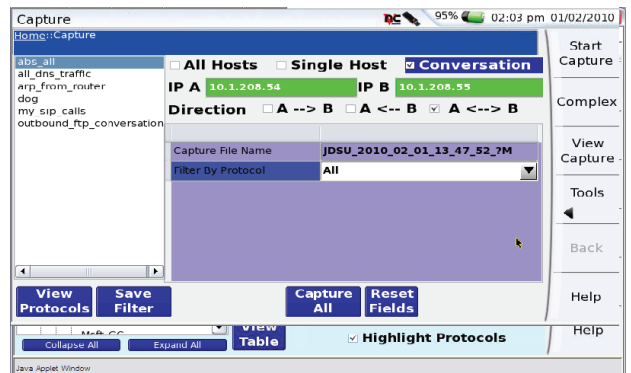 Capture
DC 95% 02:03 pm 01/02/2010
Home::Capture
abs_all
all_dns_traffic
arp_from_router
dog
my_sip_calls
outbound_ftp_conversation
All Hosts Single Host Conversation
IP A 10.1.208.54 IP B 10.1.208.55
Direction A --> B A <-- B A <--> B
Capture File Name JDSU_2010_02_01_13_47_52_?M
Filter By Protocol All
View Protocols
Save Filter
Capture All
Reset Fields
Start Capture
Complex
View Capture
Tools
Back
Help
Collapse All Expand All
View Table
Highlight Protocols
Help
Java Applet Window